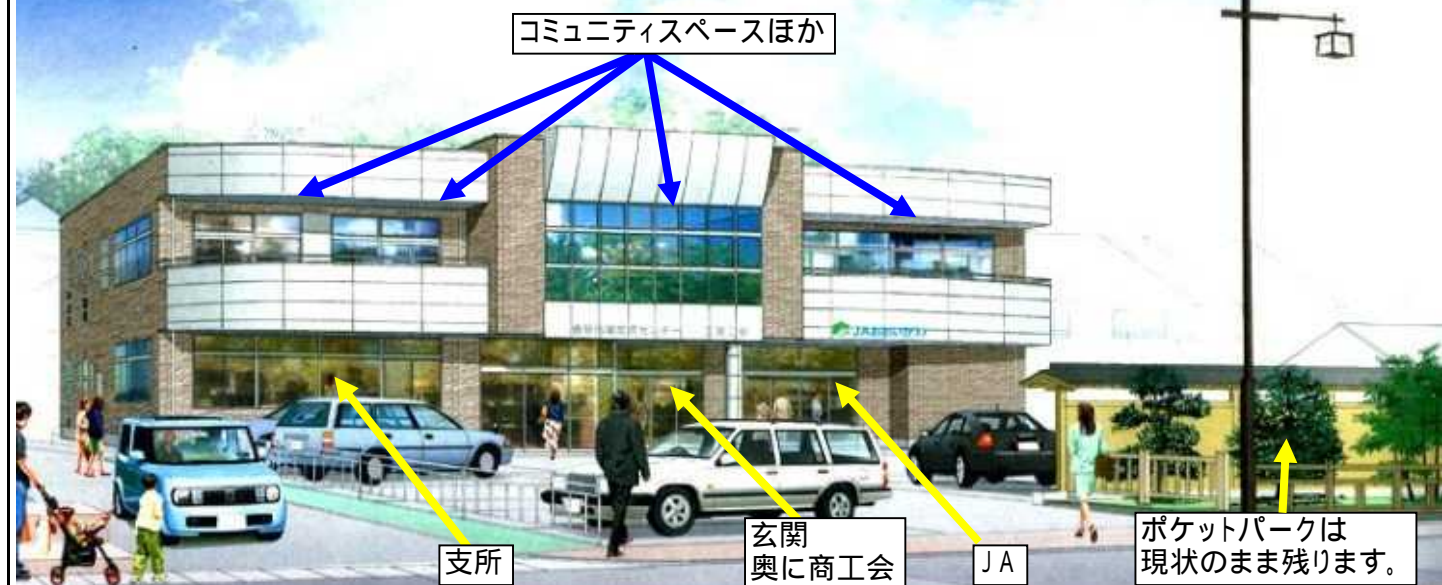 コミュニティスペースほか
支所
玄関
奥に商工会
JA
ポケットパークは
現状のまま残ります。